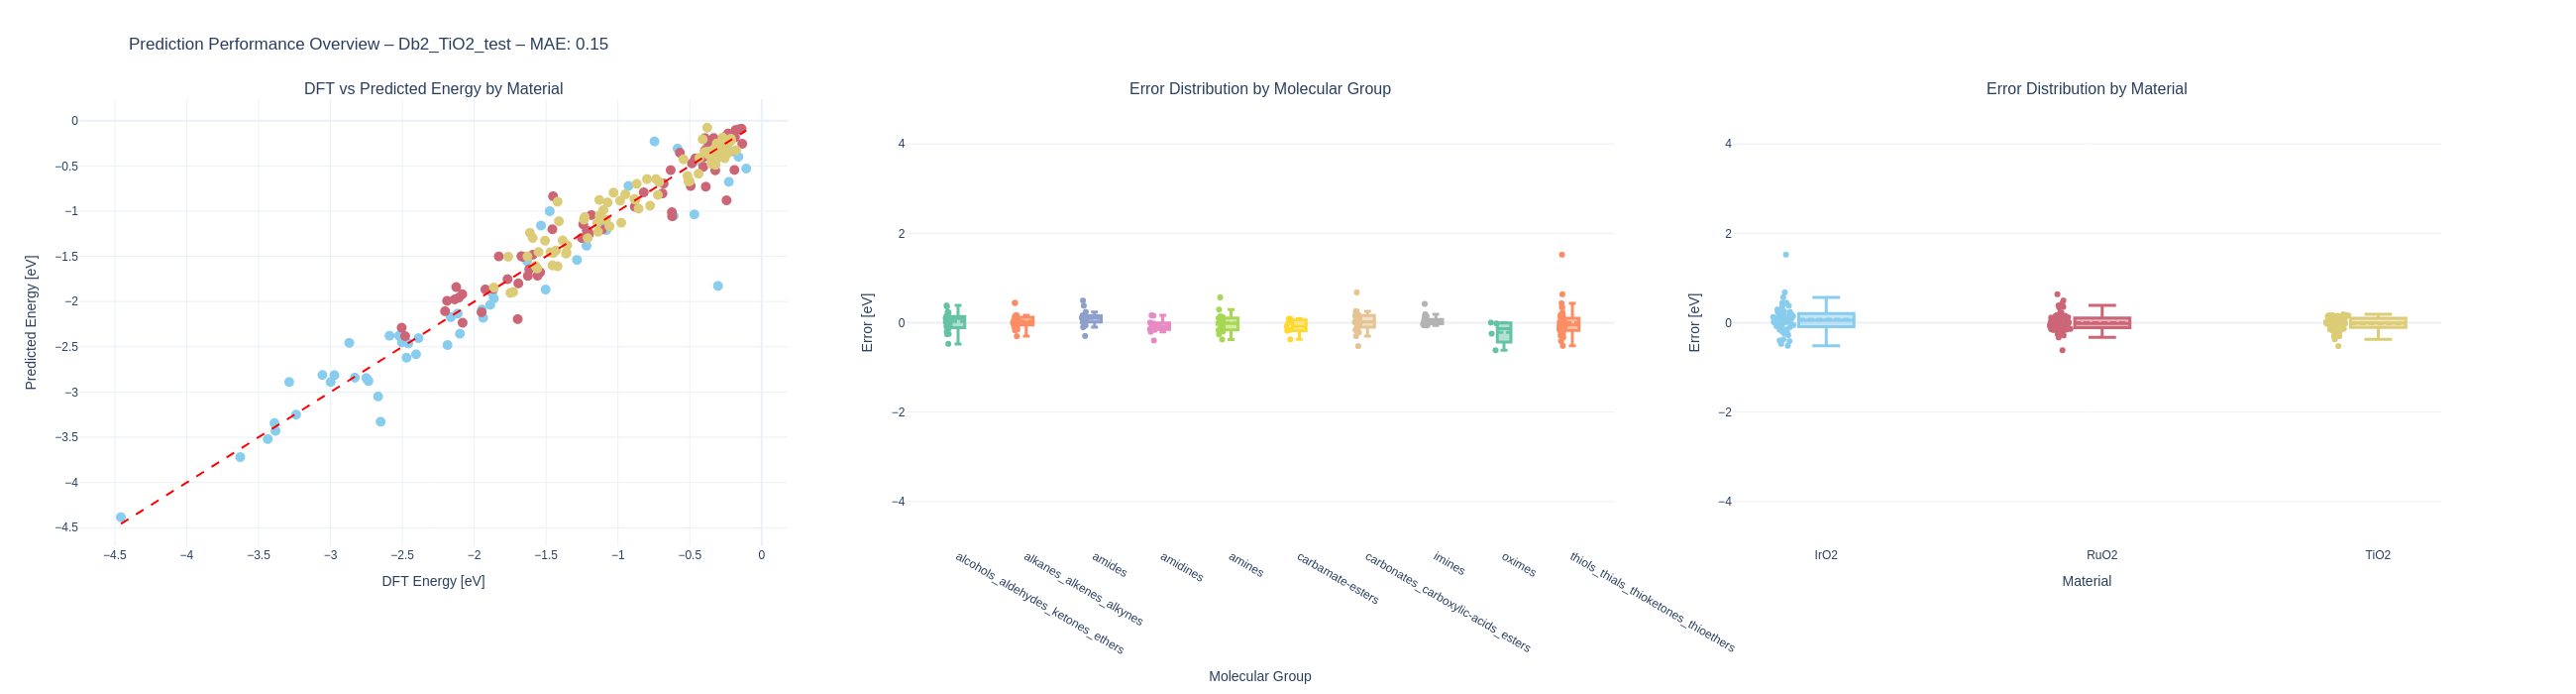 Prediction Performance Overview – Db2_TiO2_test – MAE: 0.15
DFT vs Predicted Energy by Material
0
−0.5
−1
−1.5
−2
−2.5
−3
−3.5
−4
−4.5
Predicted Energy [eV]
−4.5
−4
−3.5
−3
−2.5
−2
−1.5
−1
−0.5
0
DFT Energy [eV]
Error Distribution by Molecular Group
4
2
0
−2
−4
Error [eV]
alcohols_aldehydes_ketones_ethers
alkanes_alkenes_alkynes
amides
amidines
amines
carbamate-esters
carbonates_carboxylic-acids_esters
imines
oximes
thiols_thials_thioketones_thioethers
Molecular Group
Error Distribution by Material
4
2
0
−2
−4
Error [eV]
IrO2
RuO2
TiO2
Material